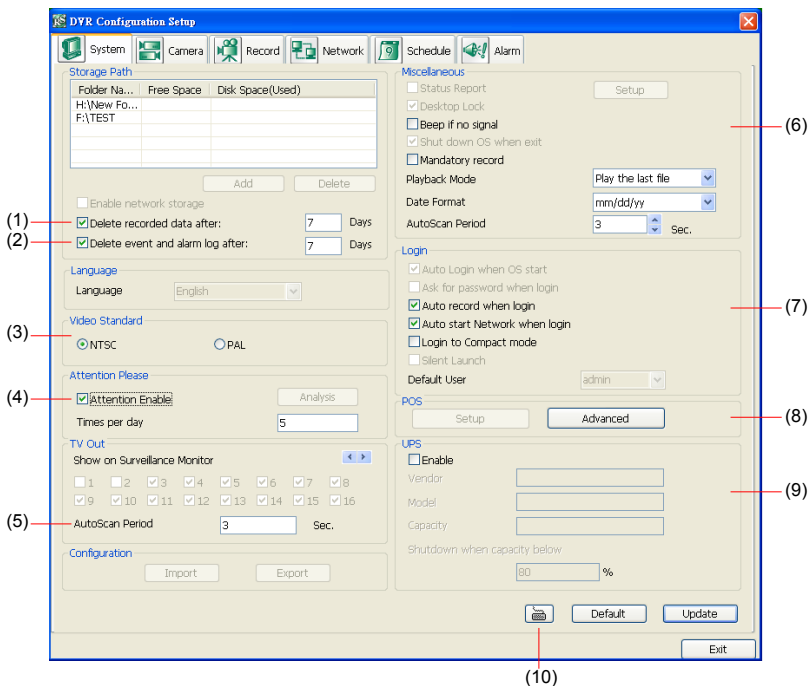 DVR Configuration Setup
System Camera Record Network Schedule Alarm
Storage Path
Folder Na... Free Space Disk Space(Used)
H:\New Fo...
F:\TEST
Add Delete
Enable network storage
(1) Delete recorded data after: 7 Days
(2) Delete event and alarm log after: 7 Days
Language
Language English
Video Standard
(3) NTSC PAL
Attention Please
(4) Attention Enable Analysis
Times per day 5
TV Out
Show on Surveillance Monitor
1 2 3 4 5 6 7 8
9 10 11 12 13 14 15 16
(5) AutoScan Period 3 Sec.
Configuration
Import Export
Miscellaneous
Status Report Setup
Desktop Lock
Beep if no signal (6)
Shut down OS when exit
Mandatory record
Playback Mode Play the last file
Date Format mm/dd/yy
AutoScan Period 3 Sec.
Login
Auto Login when OS start
Ask for password when login
Auto record when login (7)
Auto start Network when login
Login to Compact mode
Silent Launch
Default User admin
POS
Setup Advanced (8)
UPS
Enable
Vendor (9)
Model
Capacity
Shutdown when capacity below
80 %
Default Update
Exit
(10)